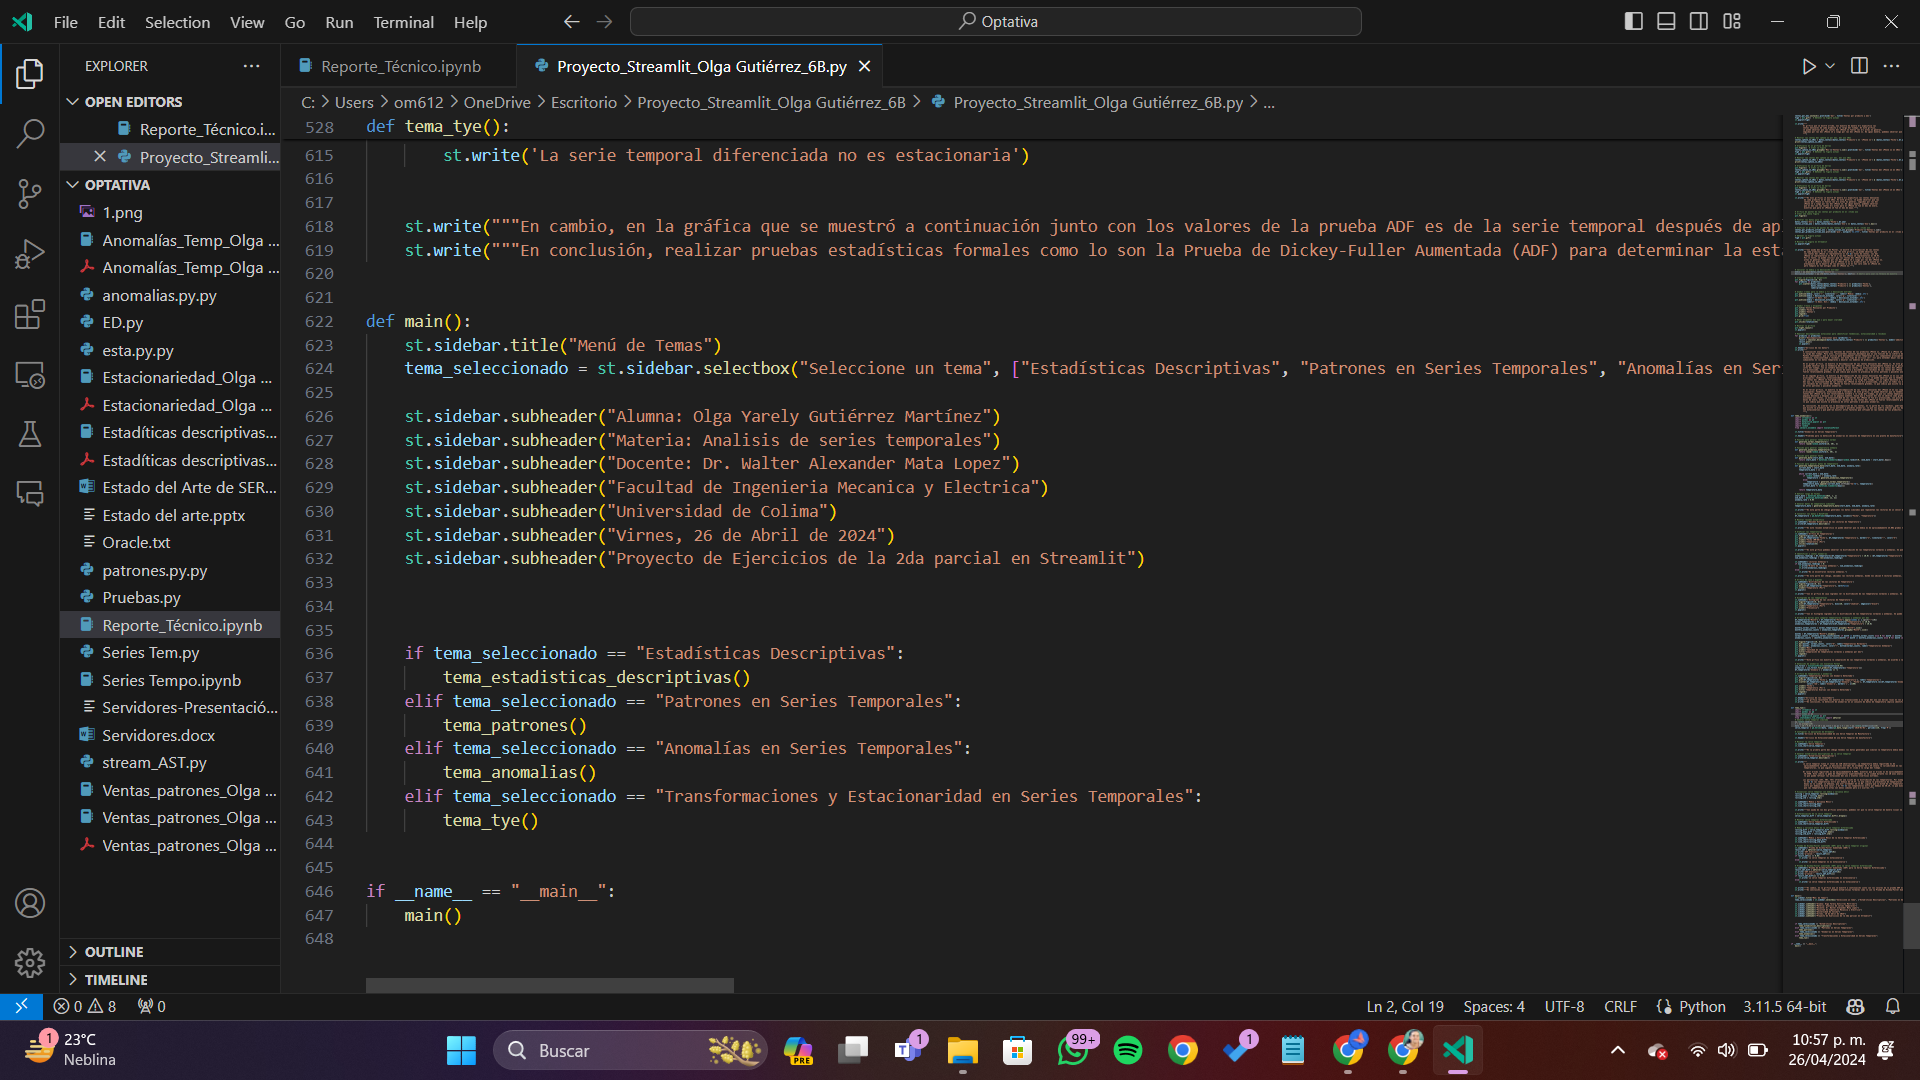 File Edit Selection View Go Run Terminal Help
Optativa
EXPLORER
Reporte_Técnico.ipynb
Proyecto_Streamlit_Olga Gutiérrez_6B.py
OPEN EDITORS
Reporte_Técnico.i...
Proyecto_Streamli...
OPTATIVA
1.png
Anomalías_Temp_Olga ...
Anomalías_Temp_Olga ...
anomalias.py.py
ED.py
esta.py.py
Estacionariedad_Olga ...
Estacionariedad_Olga ...
Estadíticas descriptivas...
Estadíticas descriptivas...
Estado del Arte de SER...
Estado del arte.pptx
Oracle.txt
patrones.py.py
Pruebas.py
Reporte_Técnico.ipynb
Series Tem.py
Series Tempo.ipynb
Servidores-Presentació...
Servidores.docx
stream_AST.py
Ventas_patrones_Olga ...
Ventas_patrones_Olga ...
Ventas_patrones_Olga ...
OUTLINE
TIMELINE
C: > Users > om612 > OneDrive > Escritorio > Proyecto_Streamlit_Olga Gutiérrez_6B > Proyecto_Streamlit_Olga Gutiérrez_6B.py > ...
528 def tema_tye():
615 st.write('La serie temporal diferenciada no es estacionaria')
616
617
618 st.write("""En cambio, en la gráfica que se muestró a continuación junto con los valores de la prueba ADF es de la serie temporal después de ap
619 st.write("""En conclusión, realizar pruebas estadísticas formales como lo son la Prueba de Dickey-Fuller Aumentada (ADF) para determinar la est
620
621
622 def main():
623 st.sidebar.title("Menú de Temas")
624 tema_seleccionado = st.sidebar.selectbox("Seleccione un tema", ["Estadísticas Descriptivas", "Patrones en Series Temporales", "Anomalías en Ser
625
626 st.sidebar.subheader("Alumna: Olga Yarely Gutiérrez Martínez")
627 st.sidebar.subheader("Materia: Analisis de series temporales")
628 st.sidebar.subheader("Docente: Dr. Walter Alexander Mata Lopez")
629 st.sidebar.subheader("Facultad de Ingenieria Mecanica y Electrica")
630 st.sidebar.subheader("Universidad de Colima")
631 st.sidebar.subheader("Virnes, 26 de Abril de 2024")
632 st.sidebar.subheader("Proyecto de Ejercicios de la 2da parcial en Streamlit")
633
634
635
636 if tema_seleccionado == "Estadísticas Descriptivas":
637 tema_estadisticas_descriptivas()
638 elif tema_seleccionado == "Patrones en Series Temporales":
639 tema_patrones()
640 elif tema_seleccionado == "Anomalías en Series Temporales":
641 tema_anomalias()
642 elif tema_seleccionado == "Transformaciones y Estacionaridad en Series Temporales":
643 tema_tye()
644
645
646 if __name__ == "__main__":
647 main()
648
0 8 0
Ln 2, Col 19 Spaces: 4 UTF-8 CRLF Python 3.11.5 64-bit
1
23°C
Neblina
Buscar
PRE
1
99+
1
10:57 p. m.
26/04/2024